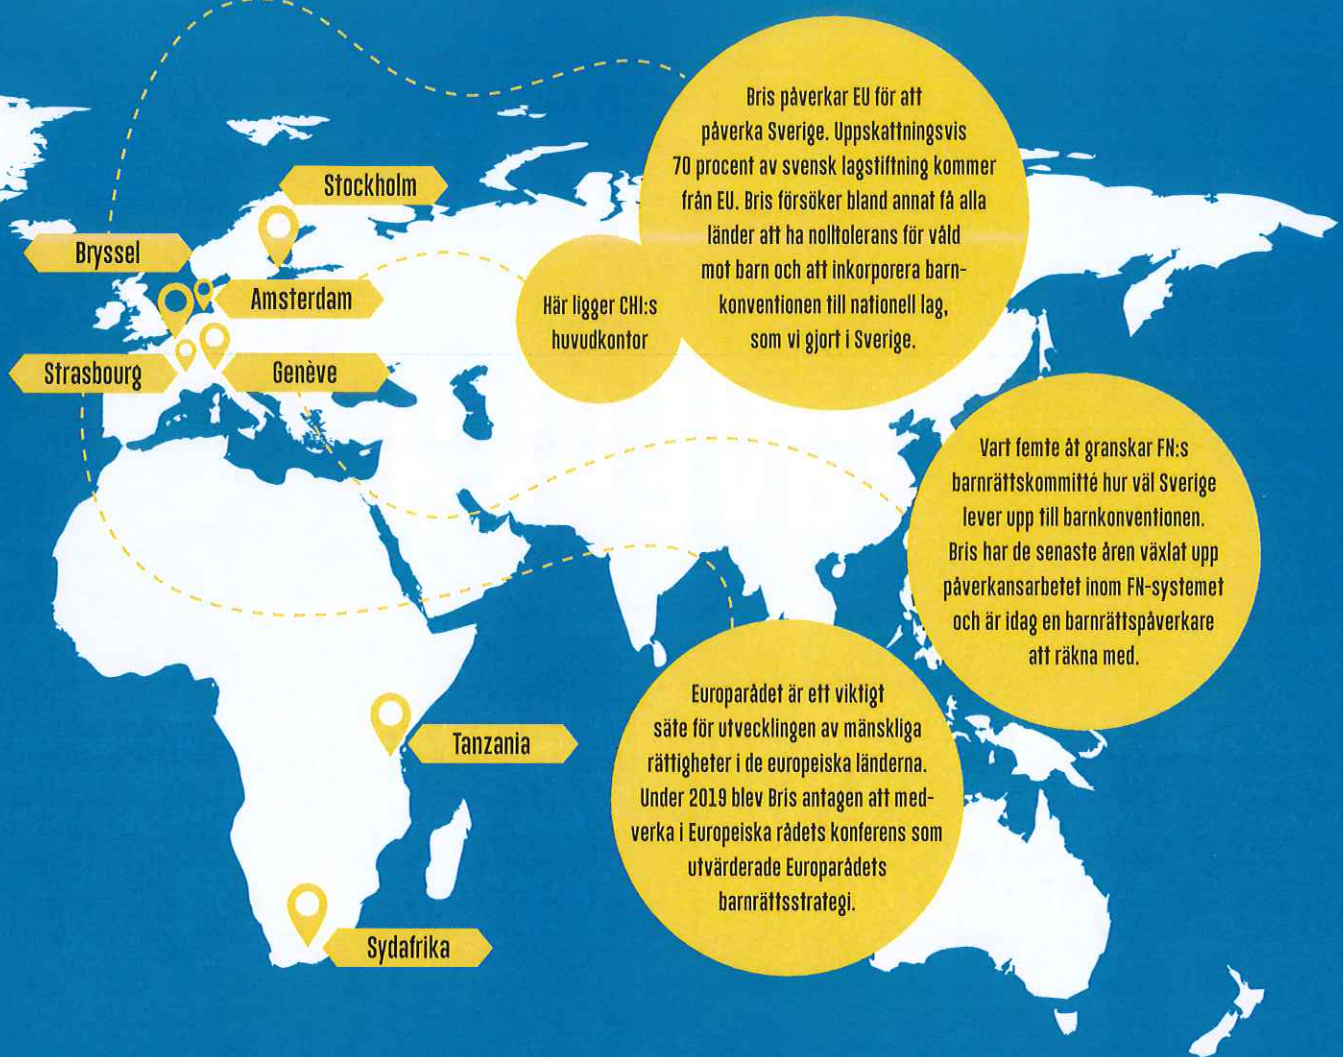 Bris påverkar EU för att
påverka Sverige. Uppskattningsvis
70 procent av svensk lagstiftning kommer
från EU. Bris försöker bland annat få alla
länder att ha nolltolerans för våld
mot barn och att inkorporera barn-
konventionen till nationell lag,
som vi gjort i Sverige.
Stockholm
Bryssel
Amsterdam
Här ligger CHI:s
huvudkontor
Strasbourg
Genève
Vart femte åt granskar FN:s
barnrättskommitté hur väl Sverige
lever upp till barnkonventionen.
Bris har de senaste åren växlat upp
påverkansarbetet inom FN-systemet
och är idag en barnrättspåverkare
att räkna med.
Europarådet är ett viktigt
säte för utvecklingen av mänskliga
rättigheter i de europeiska länderna.
Under 2019 blev Bris antagen att med-
verka i Europeiska rådets konferens som
utvärderade Europarådets
barnrättsstrategi.
Tanzania
Sydafrika